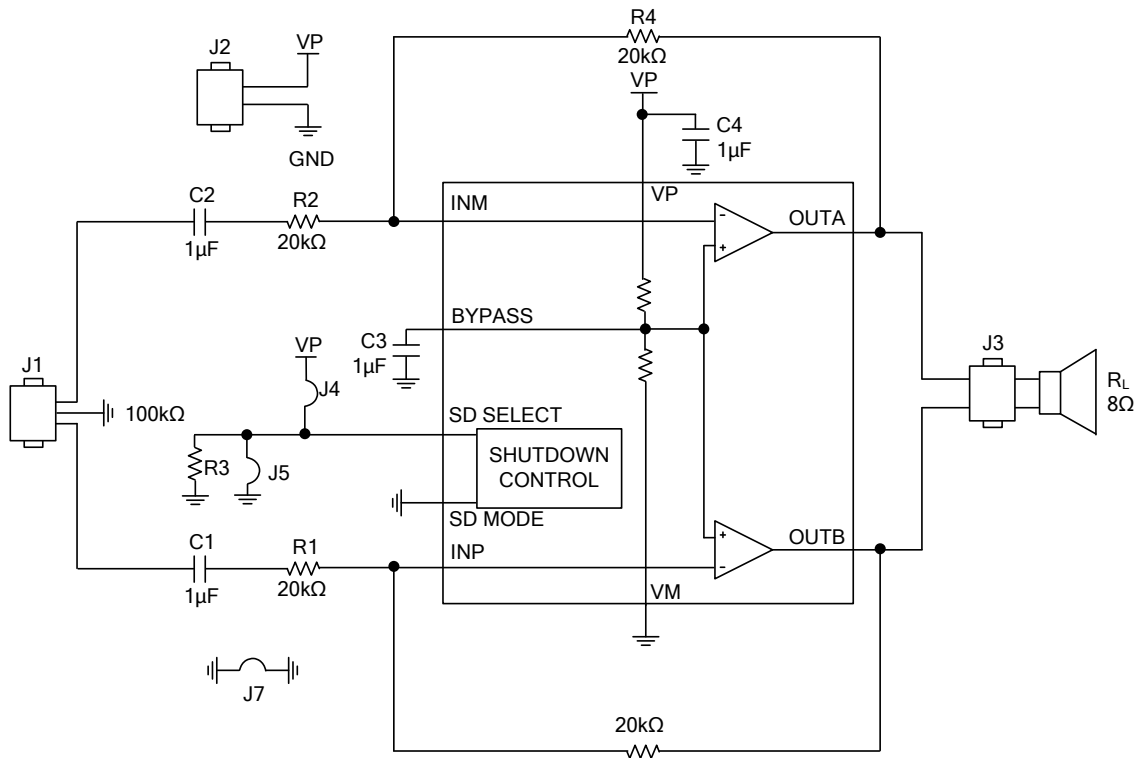 R4
20kΩ
J2
VP
GND
VP
C4
1µF
C2
1µF
R2
20kΩ
INM
VP
OUTA
BYPASS
C3
1µF
J1
100kΩ
VP
J4
R3
J5
SD SELECT
SHUTDOWN
CONTROL
SD MODE
J3
RL
8Ω
C1
1µF
R1
20kΩ
INP
OUTB
VM
J7
20kΩ
-
+
+
-